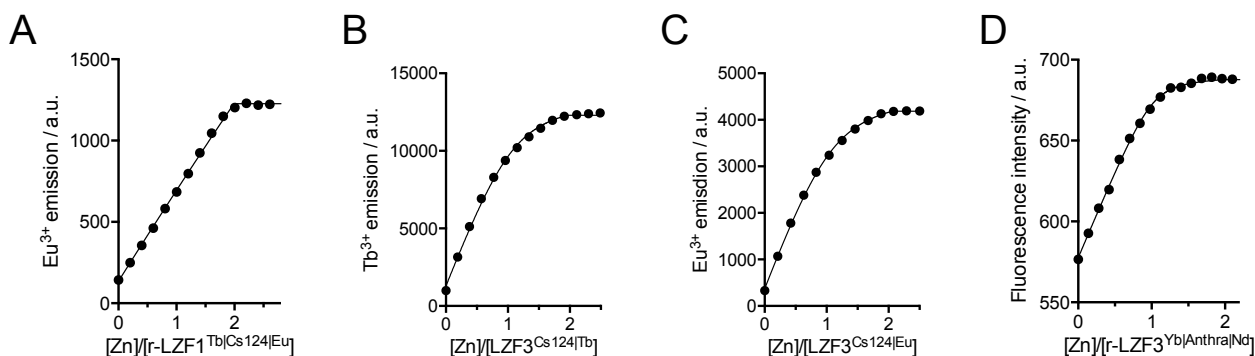 A
Eu3+ emission / a.u.
1500
1000
500
0
0 1 2
[Zn]/[r-LZF1Tb|Cs124|Eu]
B
Tb3+ emission / a.u.
15000
10000
5000
0
0 1 2
[Zn]/[LZF3Cs124|Tb]
C
Eu3+ emisdion / a.u.
5000
4000
3000
2000
1000
0
0 1 2
[Zn]/[LZF3Cs124|Eu]
D
Fluorescence intensity / a.u.
700
650
600
550
0 1 2
[Zn]/[r-LZF3Yb|Anthra|Nd]